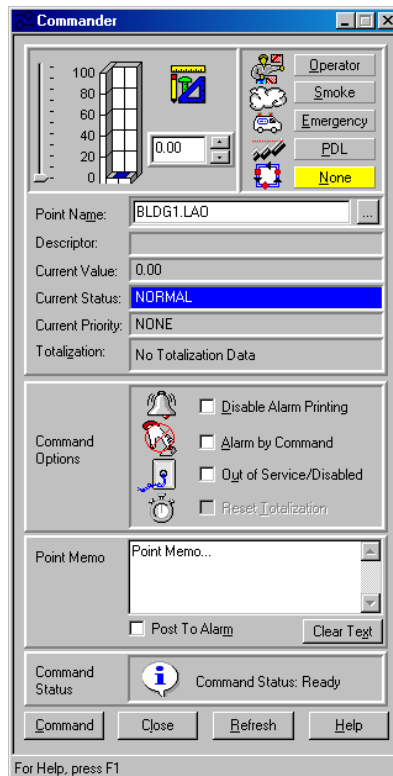 Commander
100
80
60
40
20
0
0.00
Operator
Smoke
Emergency
PDL
None
Point Name: BLDG1.LAO ...
Descriptor:
Current Value: 0.00
Current Status: NORMAL
Current Priority: NONE
Totalization: No Totalization Data
Command Options
Disable Alarm Printing
Alarm by Command
Out of Service/Disabled
Reset Totalization
Point Memo
Point Memo...
Post To Alarm
Clear Text
Command Status
Command Status: Ready
Command Close Refresh Help
For Help, press F1